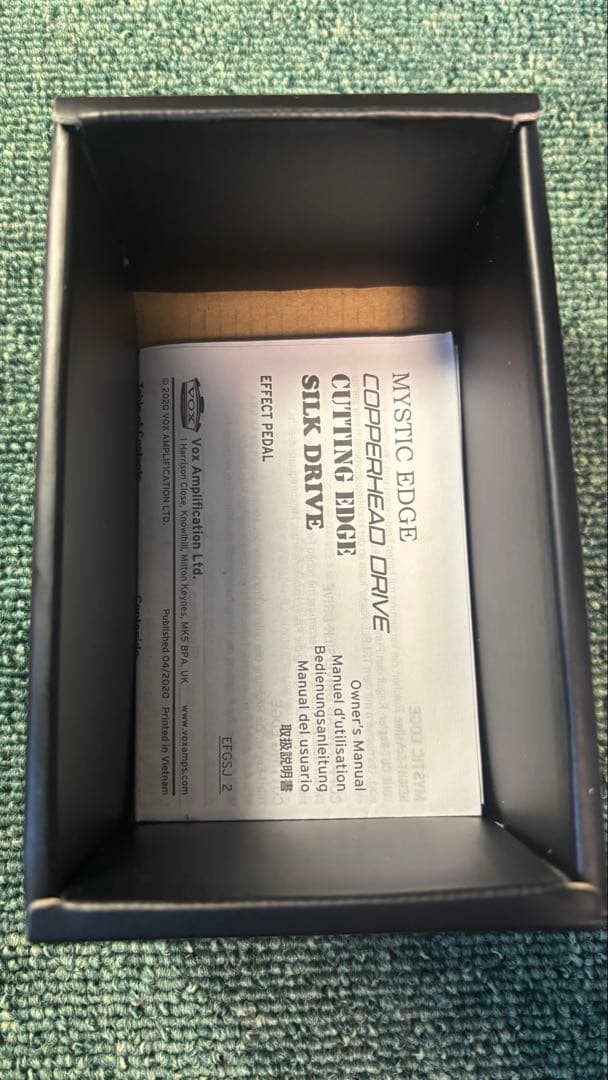 MYSTIC EDGE
COPPERHEAD DRIVE
CUTTING EDGE
SILK DRIVE
EFFECT PEDAL
Owner's Manual
Manuel d'utilisation
Bedienungsanleitung
Manual del usuario
取扱説明書
EFGSJ 2
VOX
Vox Amplification Ltd.
1 Harrison Close, Knowlhill, Milton Keynes, MK5 8PA, UK www.voxamps.com
© 2020 VOX AMPLIFICATION LTD. Published 04/2020 Printed in Vietnam